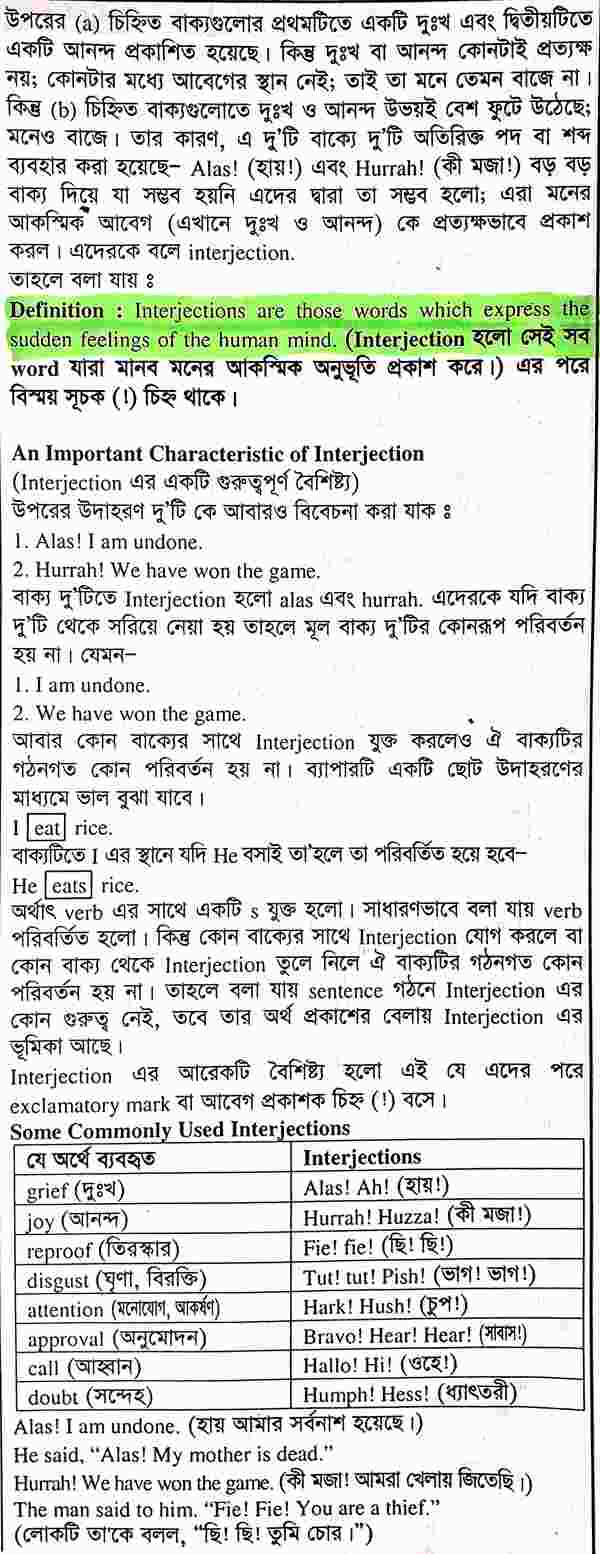 উপরের (a) চিহ্নিত বাক্যগুলোর প্রথমটিতে একটি দুঃখ এবং দ্বিতীয়টিতে
একটি আনন্দ প্রকাশিত হয়েছে। কিন্তু দুঃখ বা আনন্দ কোনটাই প্রত্যক্ষ
নয়; কোনটার মধ্যে আবেগের স্থান নেই; তাই তা মনে তেমন বাজে না।
কিন্তু (b) চিহ্নিত বাক্যগুলোতে দুঃখ ও আনন্দ উভয়ই বেশ ফুটে উঠেছে;
মনেও বাজে। তার কারণ, এ দু'টি বাক্যে দু'টি অতিরিক্ত পদ বা শব্দ
ব্যবহার করা হয়েছে– Alas! (হায়!) এবং Hurrah! (কী মজা!) বড় বড়
বাক্য দিয়ে যা সম্ভব হয়নি এদের দ্বারা তা সম্ভব হলো; এরা মনের
আকস্মিক আবেগ (এখানে দুঃখ ও আনন্দ) কে প্রত্যক্ষভাবে প্রকাশ
করল। এদেরকে বলে interjection.
তাহলে বলা যায় ঃ
Definition : Interjections are those words which express the
sudden feelings of the human mind. (Interjection হলো সেই সব
word যারা মানব মনের আকস্মিক অনুভূতি প্রকাশ করে।) এর পরে
বিস্ময় সূচক (!) চিহ্ন থাকে।
An Important Characteristic of Interjection
(Interjection এর একটি গুরুত্বপূর্ণ বৈশিষ্ট্য)
উপরের উদাহরণ দু'টি কে আবারও বিবেচনা করা যাক ঃ
1. Alas! I am undone.
2. Hurrah! We have won the game.
বাক্য দু'টিতে Interjection হলো alas এবং hurrah. এদেরকে যদি বাক্য
দু'টি থেকে সরিয়ে নেয়া হয় তাহলে মূল বাক্য দু'টির কোনরূপ পরিবর্তন
হয় না। যেমন–
1. I am undone.
2. We have won the game.
আবার কোন বাক্যের সাথে Interjection যুক্ত করলেও ঐ বাক্যটির
গঠনগত কোন পরিবর্তন হয় না। ব্যাপারটি একটি ছোট উদাহরণের
মাধ্যমে ভাল বুঝা যাবে।
I eat rice.
বাক্যটিতে I এর স্থানে যদি He বসাই তা'হলে তা পরিবর্তিত হয়ে হবে–
He eats rice.
অর্থাৎ verb এর সাথে একটি s যুক্ত হলো। সাধারণভাবে বলা যায় verb
পরিবর্তিত হলো। কিন্তু কোন বাক্যের সাথে Interjection যোগ করলে বা
কোন বাক্য থেকে Interjection তুলে নিলে ঐ বাক্যটির গঠনগত কোন
পরিবর্তন হয় না। তাহলে বলা যায় sentence গঠনে Interjection এর
কোন গুরুত্ব নেই, তবে তার অর্থ প্রকাশের বেলায় Interjection এর
ভূমিকা আছে।
Interjection এর আরেকটি বৈশিষ্ট্য হলো এই যে এদের পরে
exclamatory mark বা আবেগ প্রকাশক চিহ্ন (!) বসে।
Some Commonly Used Interjections
যে অর্থে ব্যবহৃত Interjections
grief (দুঃখ) Alas! Ah! (হায়!)
joy (আনন্দ) Hurrah! Huzza! (কী মজা!)
reproof (তিরস্কার) Fie! fie! (ছি! ছি!)
disgust (ঘৃণা, বিরক্তি) Tut! tut! Pish! (ভাগ! ভাগ!)
attention (মনোযোগ, আকর্ষণ) Hark! Hush! (চুপ!)
approval (অনুমোদন) Bravo! Hear! Hear! (সাবাস!)
call (আহ্বান) Hallo! Hi! (ওহে!)
doubt (সন্দেহ) Humph! Hess! (ধ্যাৎতরী)
Alas! I am undone. (হায় আমার সর্বনাশ হয়েছে।)
He said, “Alas! My mother is dead.”
Hurrah! We have won the game. (কী মজা! আমরা খেলায় জিতেছি।)
The man said to him. “Fie! Fie! You are a thief.”
(লোকটি তা'কে বলল, “ছি! ছি! তুমি চোর।”)